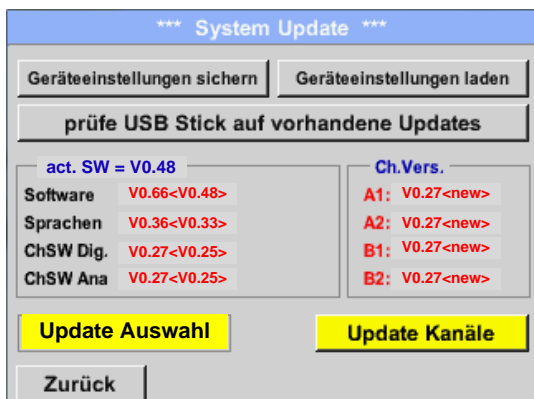 *** System Update ***
Geräteeinstellungen sichern Geräteeinstellungen laden
prüfe USB Stick auf vorhandene Updates
act. SW = V0.48 Ch.Vers.
Software V0.66<V0.48> A1: V0.27<new>
Sprachen V0.36<V0.33> A2: V0.27<new>
ChSW Dig. V0.27<V0.25> B1: V0.27<new>
ChSW Ana V0.27<V0.25> B2: V0.27<new>
Update Auswahl Update Kanäle
Zurück